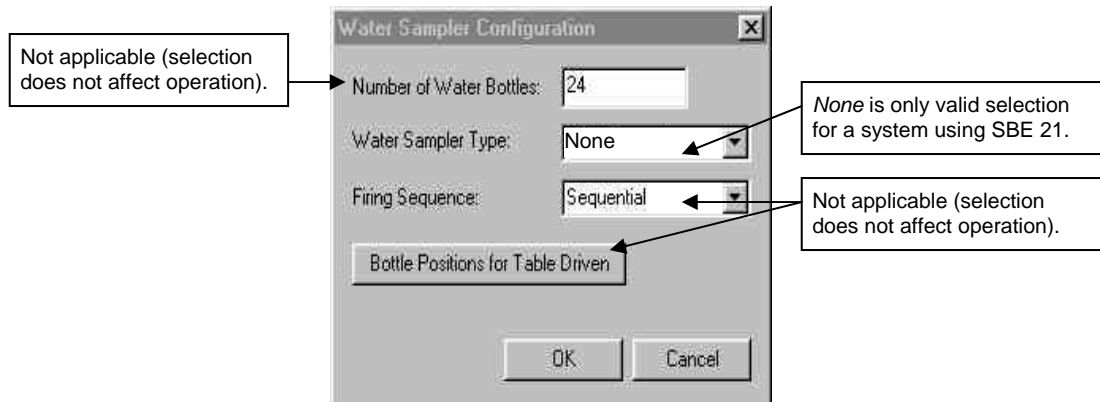 Water Sampler Configuration
Not applicable (selection
does not affect operation).
Number of Water Bottles: 24
None is only valid selection
for a system using SBE 21.
Water Sampler Type: None
Firing Sequence: Sequential
Not applicable (selection
does not affect operation).
Bottle Positions for Table Driven
OK Cancel